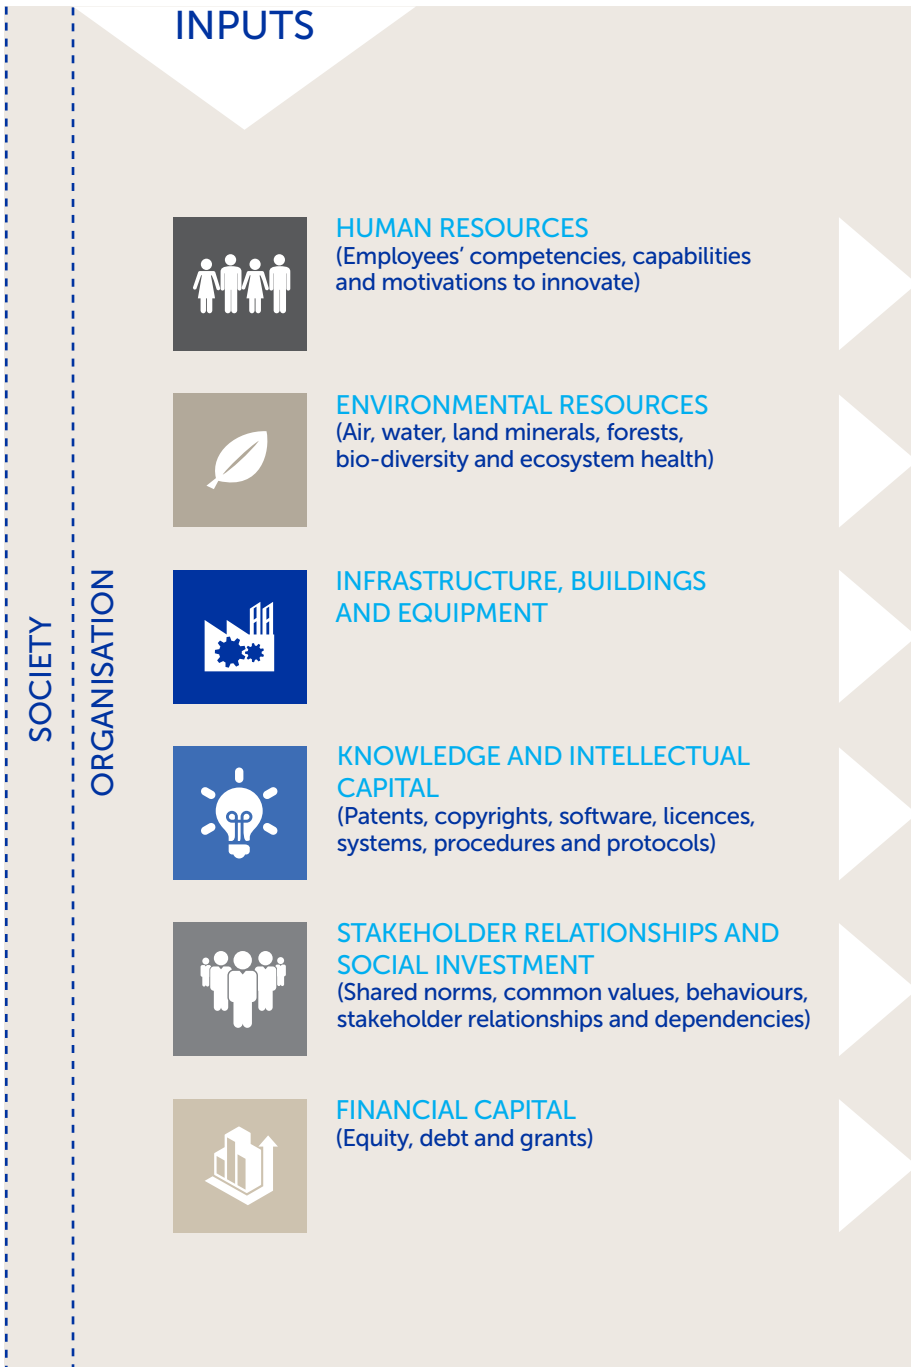 INPUTS
SOCIETY
ORGANISATION
HUMAN RESOURCES
(Employees’ competencies, capabilities
and motivations to innovate)
ENVIRONMENTAL RESOURCES
(Air, water, land minerals, forests,
bio-diversity and ecosystem health)
INFRASTRUCTURE, BUILDINGS
AND EQUIPMENT
KNOWLEDGE AND INTELLECTUAL
CAPITAL
(Patents, copyrights, software, licences,
systems, procedures and protocols)
STAKEHOLDER RELATIONSHIPS AND
SOCIAL INVESTMENT
(Shared norms, common values, behaviours,
stakeholder relationships and dependencies)
FINANCIAL CAPITAL
(Equity, debt and grants)